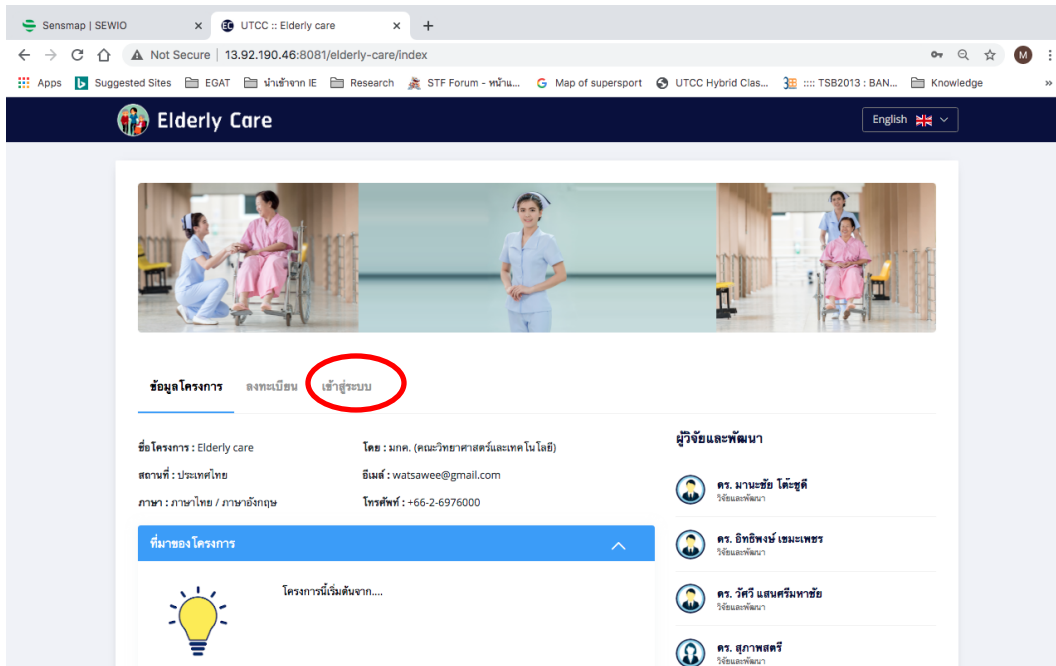 Sensmap | SEWIO
UTCC :: Elderly care
Not Secure | 13.92.190.46:8081/elderly-care/index
M
Apps
Suggested Sites
EGAT
นำเข้าจาก IE
Research
STF Forum - หน้าแ...
Map of supersport
UTCC Hybrid Clas...
:::: TSB2013 : BAN...
Knowledge
»
Elderly Care
English
ข้อมูลโครงการ
ลงทะเบียน
เข้าสู่ระบบ
ชื่อโครงการ : Elderly care
โดย : มกค. (คณะวิทยาศาสตร์และเทคโนโลยี)
สถานที่ : ประเทศไทย
อีเมล์ : watsawee@gmail.com
ภาษา : ภาษาไทย / ภาษาอังกฤษ
โทรศัพท์ : +66-2-6976000
ที่มาของโครงการ
โครงการนี้เริ่มต้นจาก....
ผู้วิจัยและพัฒนา
ดร. มานะชัย โต๊ะชูดี
วิจัยและพัฒนา
ดร. อิทธิพงษ์ เขมะเพชร
วิจัยและพัฒนา
ดร. วัศวี แสนศรีมหาชัย
วิจัยและพัฒนา
ดร. สุภาพสตรี
วิจัยและพัฒนา